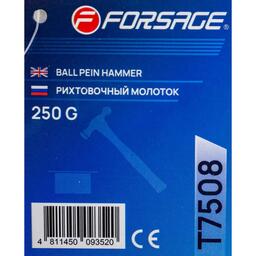 FORSAGE®
BALL PEIN HAMMER
РИХТОВОЧНЫЙ МОЛОТОК
250 G
T7508
4 811450 093520
CE